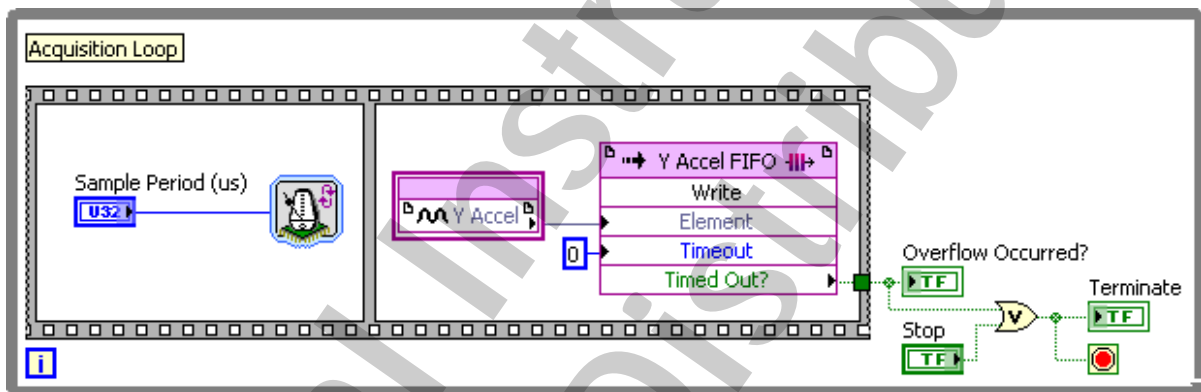 Acquisition Loop
Sample Period (us)
U32
Y Accel
Y Accel FIFO
Write
Element
0
Timeout
Timed Out?
Overflow Occurred?
TF
Terminate
TF
Stop
TF
V
i